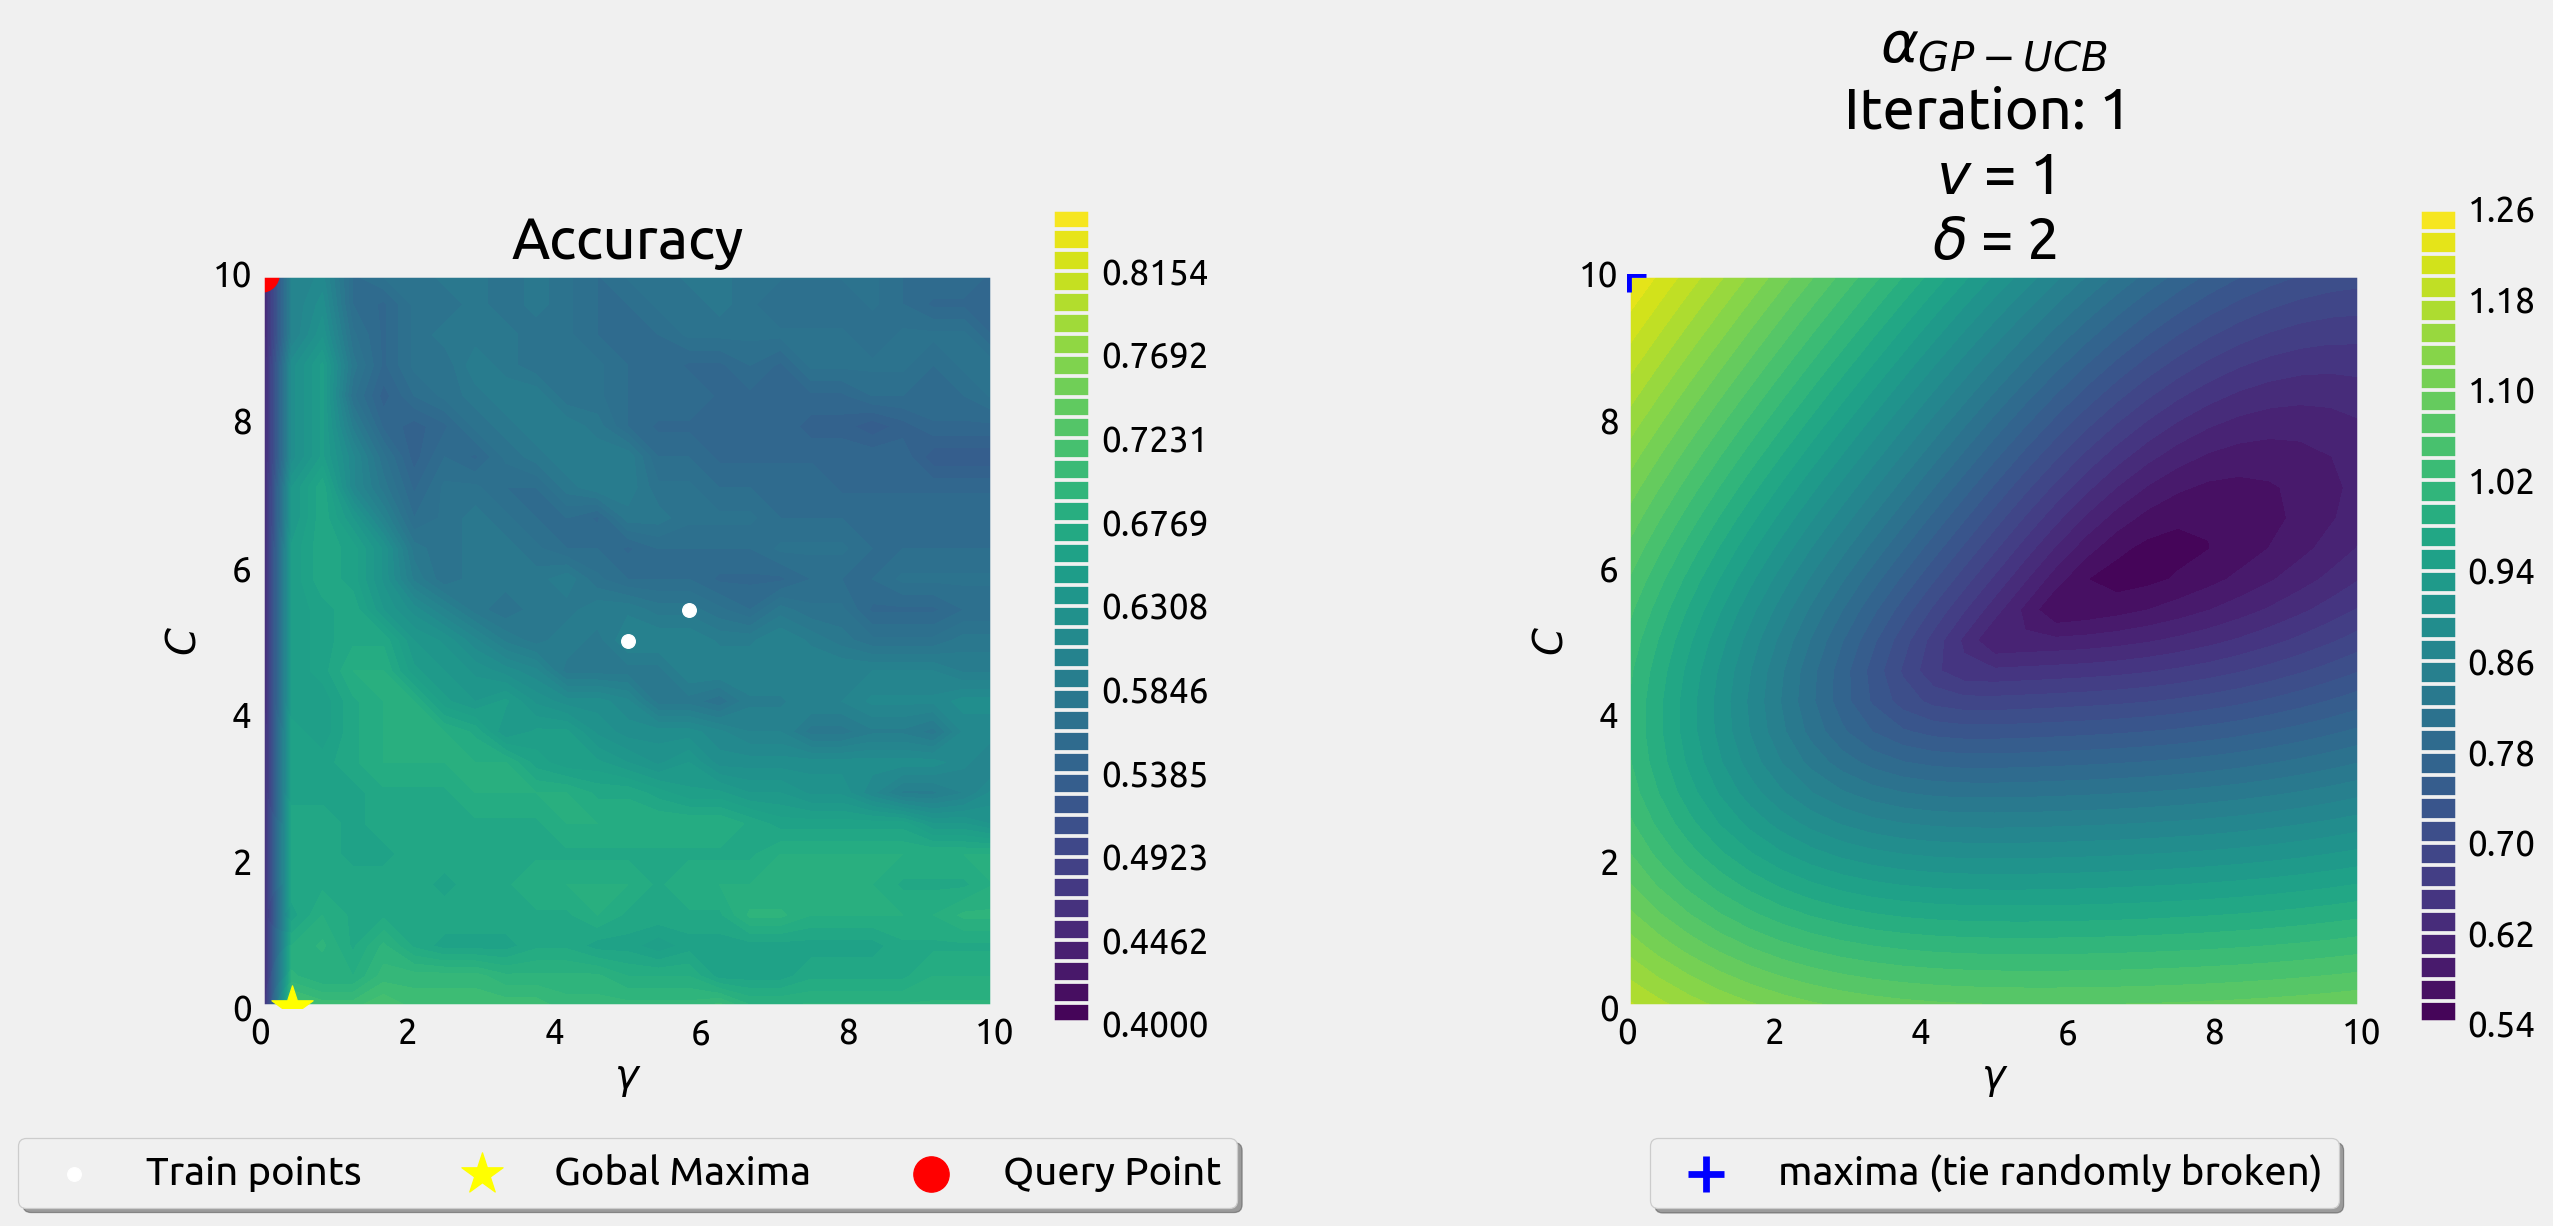 Accuracy
10
8
6
4
2
0
C
0 2 4 6 8 10
γ
0.8154
0.7692
0.7231
0.6769
0.6308
0.5846
0.5385
0.4923
0.4462
0.4000
Train points
Gobal Maxima
Query Point
α_GP − UCB
Iteration: 1
ν = 1
δ = 2
10
8
6
4
2
0
C
0 2 4 6 8 10
γ
1.26
1.18
1.10
1.02
0.94
0.86
0.78
0.70
0.62
0.54
maxima (tie randomly broken)